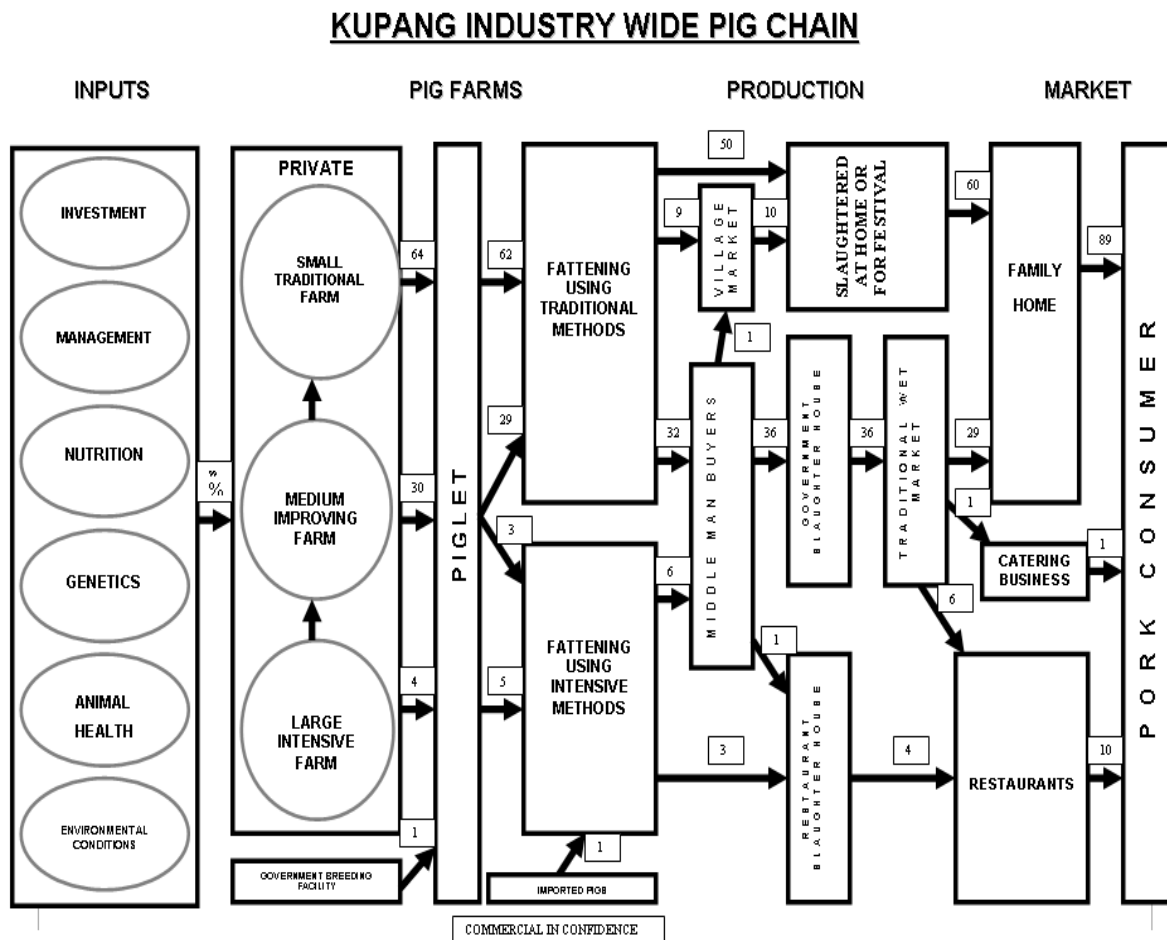 KUPANG INDUSTRY WIDE PIG CHAIN
INPUTS
PIG FARMS
PRODUCTION
MARKET
INVESTMENT
MANAGEMENT
NUTRITION
GENETICS
ANIMAL
HEALTH
ENVIRONMENTAL
CONDITIONS
%
PRIVATE
SMALL
TRADITIONAL
FARM
MEDIUM
IMPROVING
FARM
LARGE
INTENSIVE
FARM
GOVERNMENT BREEDING
FACILITY
64
30
4
1
PIGLET
62
29
3
5
FATTENING
USING
TRADITIONAL
METHODS
FATTENING
USING
INTENSIVE
METHODS
1
IMPORTED PIGS
50
9
32
6
3
VILLAGE
MARKET
10
1
MIDDLE MAN BUYERS
36
1
SLAUGHTERED
AT HOME OR
FOR FESTIVAL
GOVERNMENT
BLAUGHTER HOUBE
36
REBTAURANT
BLAUGHTER HOUBE
4
TRADITIONAL WET
MARKET
60
29
1
6
FAMILY
HOME
CATERING
BUSINESS
RESTAURANTS
89
1
10
PORK CONSUMER
COMMERCIAL IN CONFIDENCE